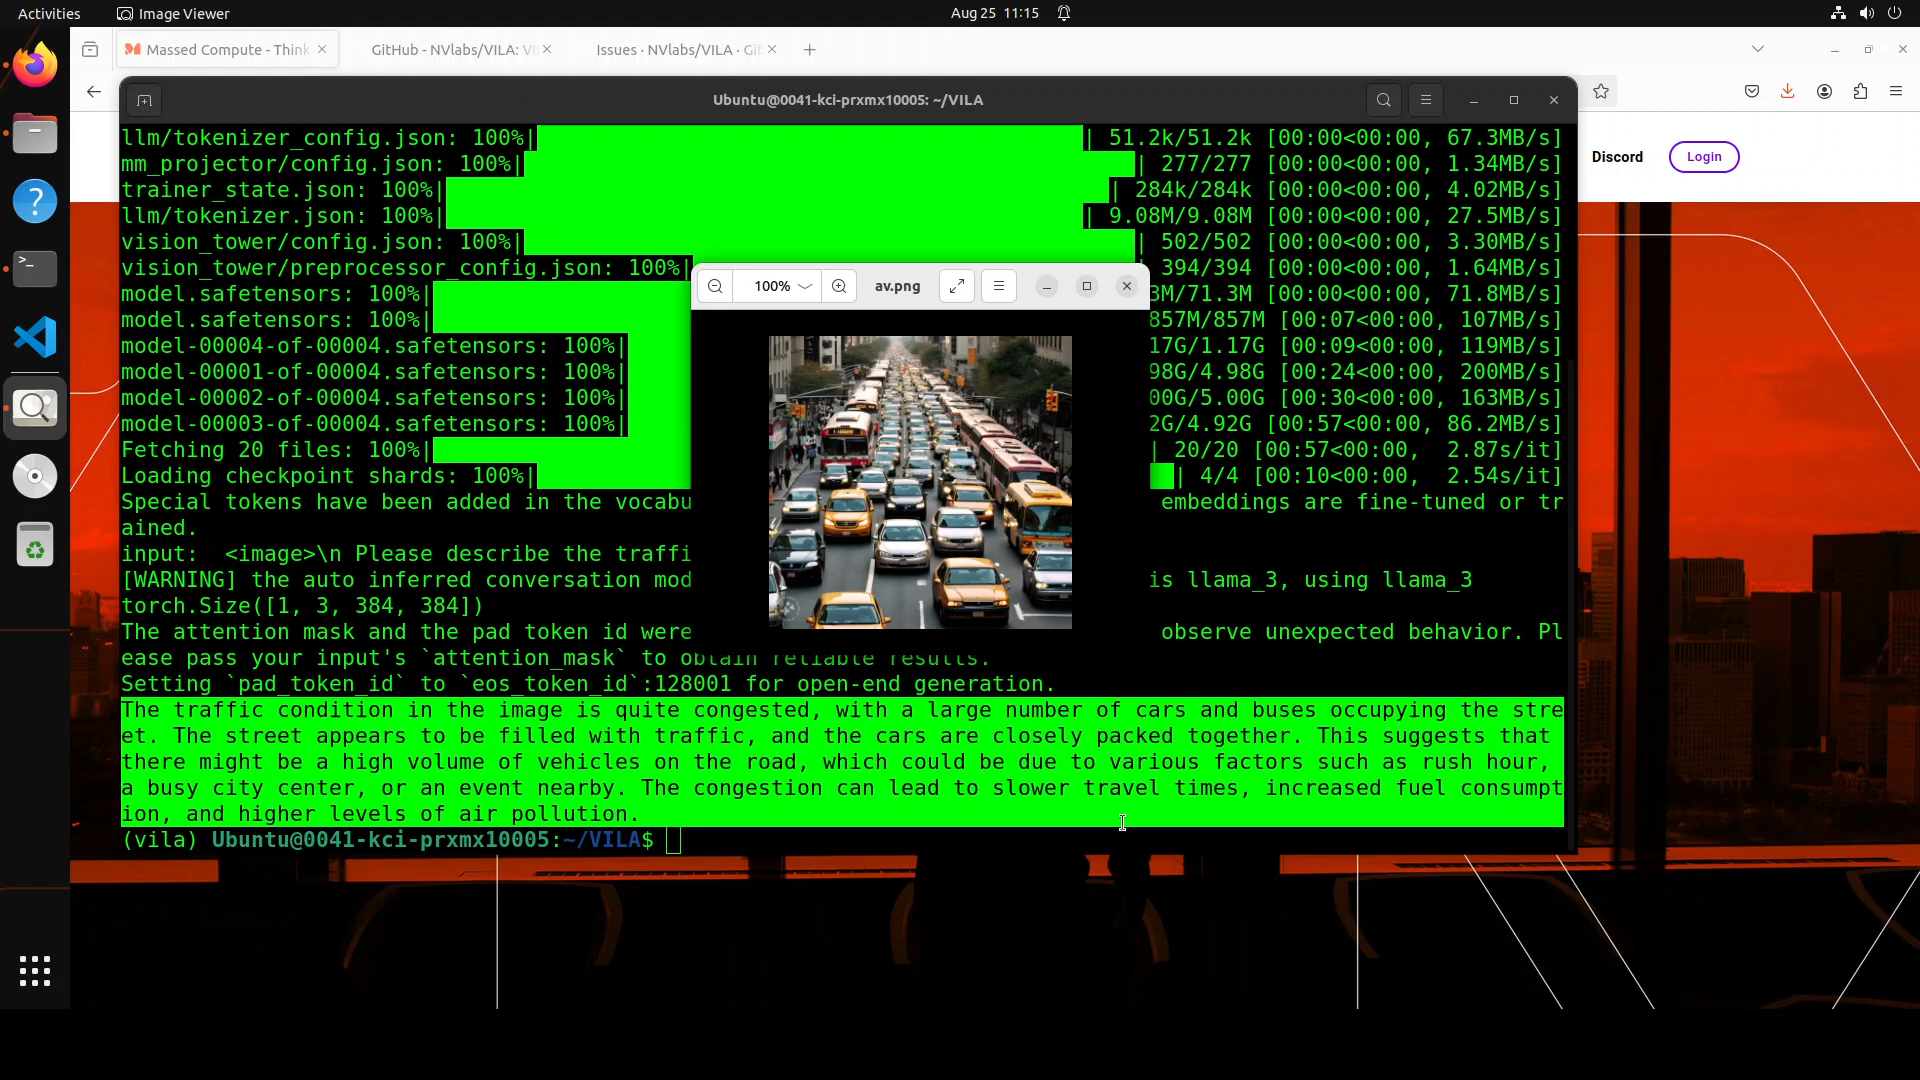 Activities Image Viewer Aug 25 11:15
Massed Compute - Think GitHub - NVlabs/VILA: Issues · NVlabs/VILA ·
Ubuntu@0041-kci-prxmx10005: ~/VILA
Discord Login
llm/tokenizer_config.json: 100%| | 51.2k/51.2k [00:00<00:00, 67.3MB/s]
mm_projector/config.json: 100%| | 277/277 [00:00<00:00, 1.34MB/s]
trainer_state.json: 100%| | 284k/284k [00:00<00:00, 4.02MB/s]
llm/tokenizer.json: 100%| | 9.08M/9.08M [00:00<00:00, 27.5MB/s]
vision_tower/config.json: 100%| | 502/502 [00:00<00:00, 3.30MB/s]
vision_tower/preprocessor_config.json: 100%| 394/394 [00:00<00:00, 1.64MB/s]
100% av.png
model.safetensors: 100%| 3M/71.3M [00:00<00:00, 71.8MB/s]
model.safetensors: 100%| 857M/857M [00:07<00:00, 107MB/s]
model-00004-of-00004.safetensors: 100%| 17G/1.17G [00:09<00:00, 119MB/s]
model-00001-of-00004.safetensors: 100%| 98G/4.98G [00:24<00:00, 200MB/s]
model-00002-of-00004.safetensors: 100%| 00G/5.00G [00:30<00:00, 163MB/s]
model-00003-of-00004.safetensors: 100%| 2G/4.92G [00:57<00:00, 86.2MB/s]
Fetching 20 files: 100%| | 20/20 [00:57<00:00, 2.87s/it]
Loading checkpoint shards: 100%| | 4/4 [00:10<00:00, 2.54s/it]
Special tokens have been added in the vocabu embeddings are fine-tuned or tr
ained.
input: <image>\n Please describe the traffi
[WARNING] the auto inferred conversation mod is llama_3, using llama_3
torch.Size([1, 3, 384, 384])
The attention mask and the pad token id were observe unexpected behavior. Pl
ease pass your input's `attention_mask` to obtain reliable results.
Setting `pad_token_id` to `eos_token_id`:128001 for open-end generation.
The traffic condition in the image is quite congested, with a large number of cars and buses occupying the stre
et. The street appears to be filled with traffic, and the cars are closely packed together. This suggests that
there might be a high volume of vehicles on the road, which could be due to various factors such as rush hour,
a busy city center, or an event nearby. The congestion can lead to slower travel times, increased fuel consumpt
ion, and higher levels of air pollution.
(vila) Ubuntu@0041-kci-prxmx10005:~/VILA$